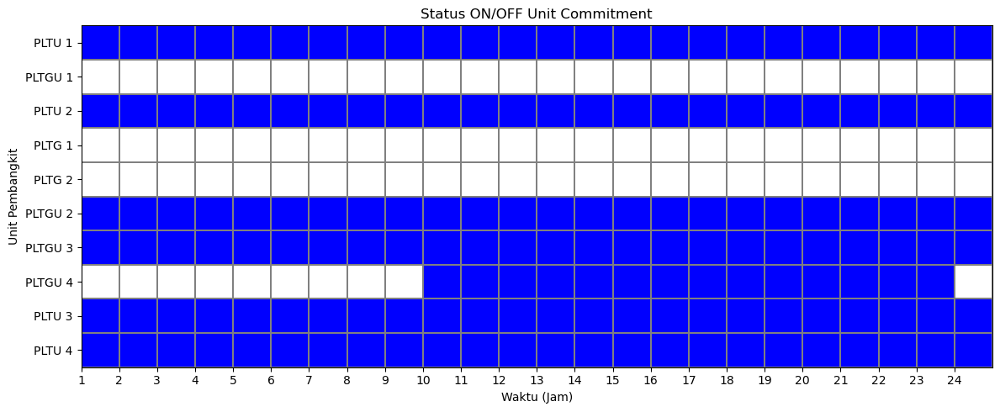 Status ON/OFF Unit Commitment
Unit Pembangkit
PLTU 1
PLTGU 1
PLTU 2
PLTG 1
PLTG 2
PLTGU 2
PLTGU 3
PLTGU 4
PLTU 3
PLTU 4
1 2 3 4 5 6 7 8 9 10 11 12 13 14 15 16 17 18 19 20 21 22 23 24
Waktu (Jam)